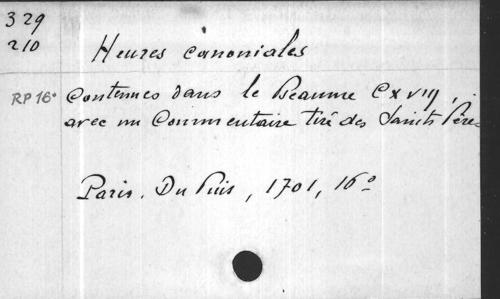 329
210
Heures canoniales
RP 16° Contenues dans le Pseaume CXVIIJ,
avec un Commentaire tiré des Saints Pères
Paris. Du Puis, 1701, 16°